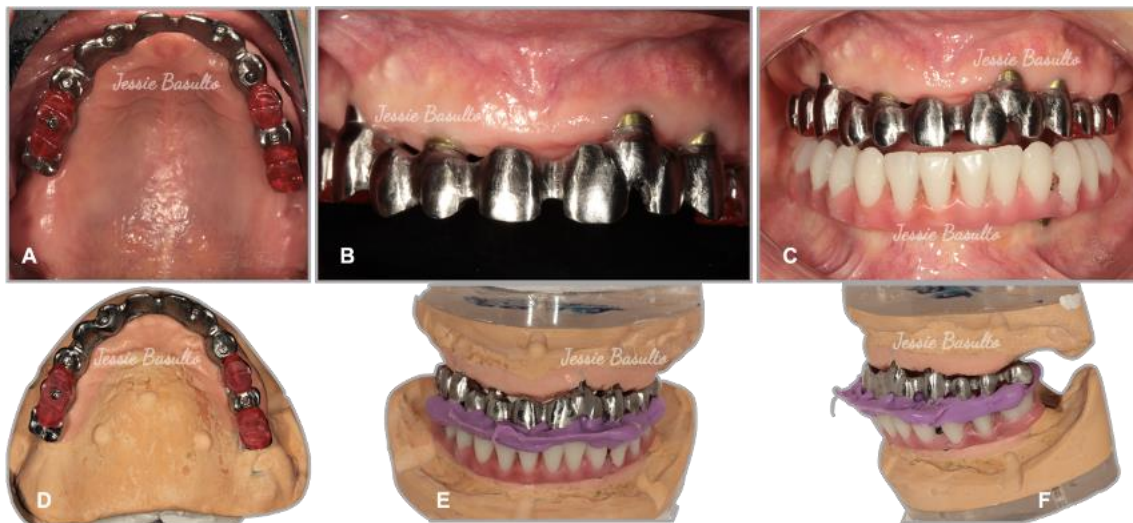 Jessie Basulto
A
Jessie Basulto
B
Jessie Basulto
Jessie Basulto
C
Jessie Basulto
D
Jessie Basulto
E
Jessie Basulto
F